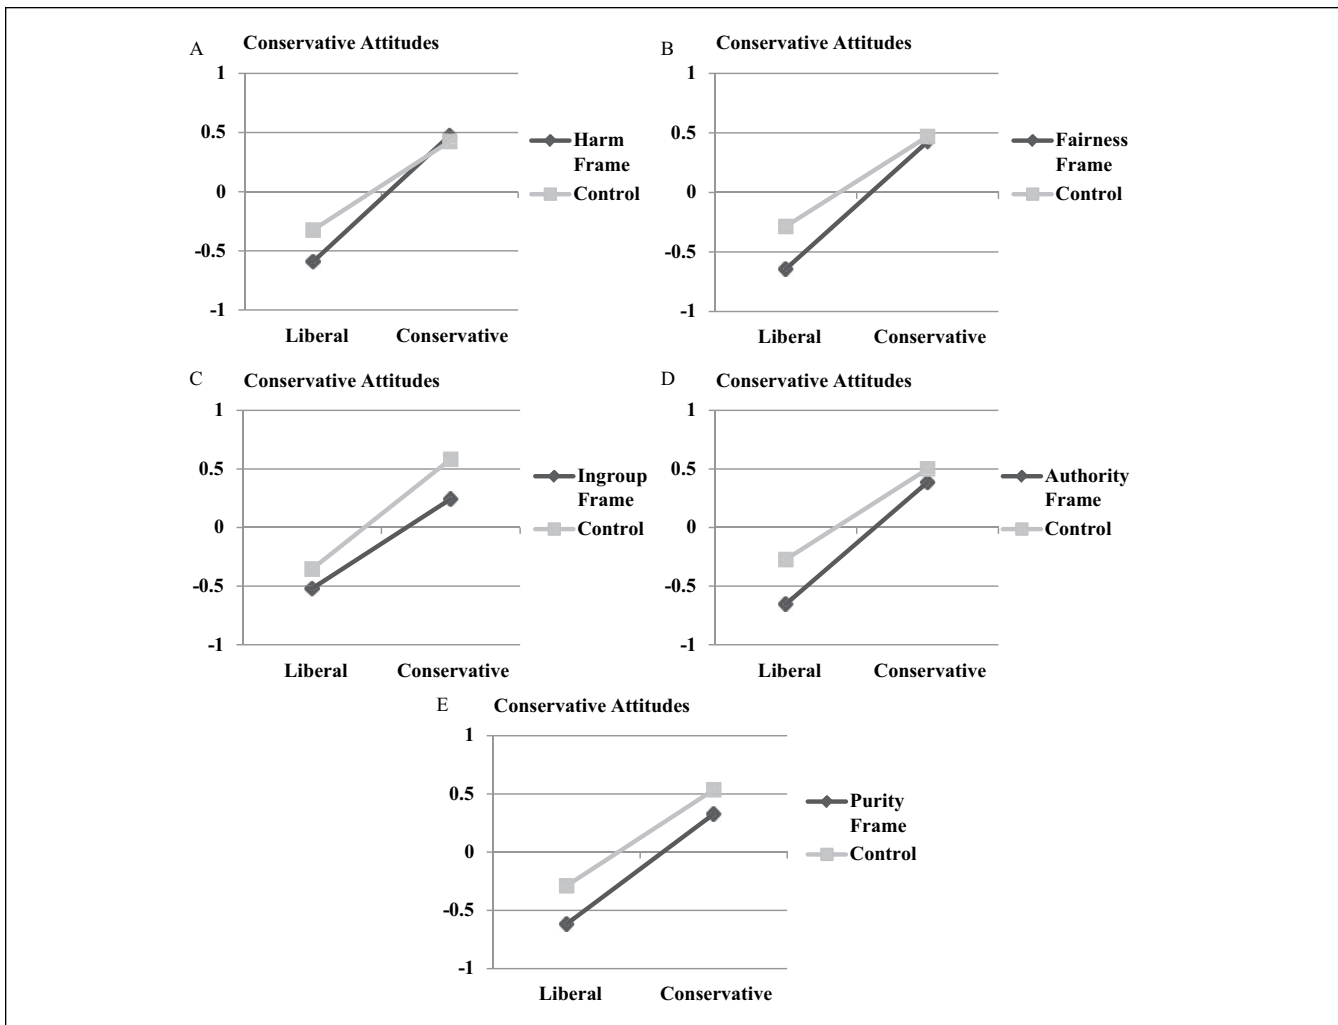 A
Conservative Attitudes
1
0.5
0
-0.5
-1
Liberal
Conservative
Harm
Frame
Control
B
Conservative Attitudes
1
0.5
0
-0.5
-1
Liberal
Conservative
Fairness
Frame
Control
C
Conservative Attitudes
1
0.5
0
-0.5
-1
Liberal
Conservative
Ingroup
Frame
Control
D
Conservative Attitudes
1
0.5
0
-0.5
-1
Liberal
Conservative
Authority
Frame
Control
E
Conservative Attitudes
1
0.5
0
-0.5
-1
Liberal
Conservative
Purity
Frame
Control